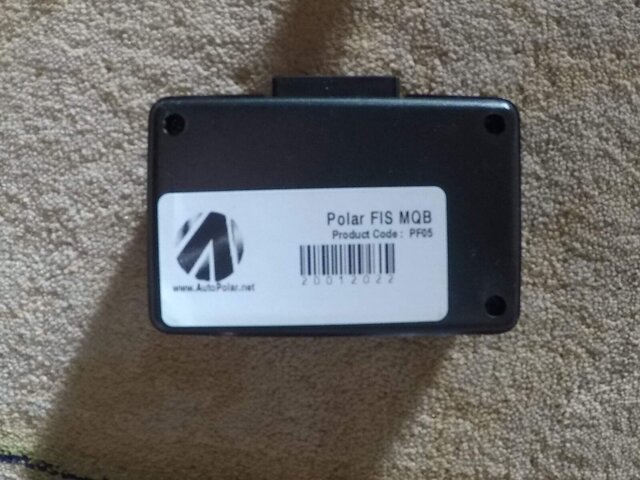 Polar FIS MQB
Product Code : PF05
20012022
www.AutoPolar.net